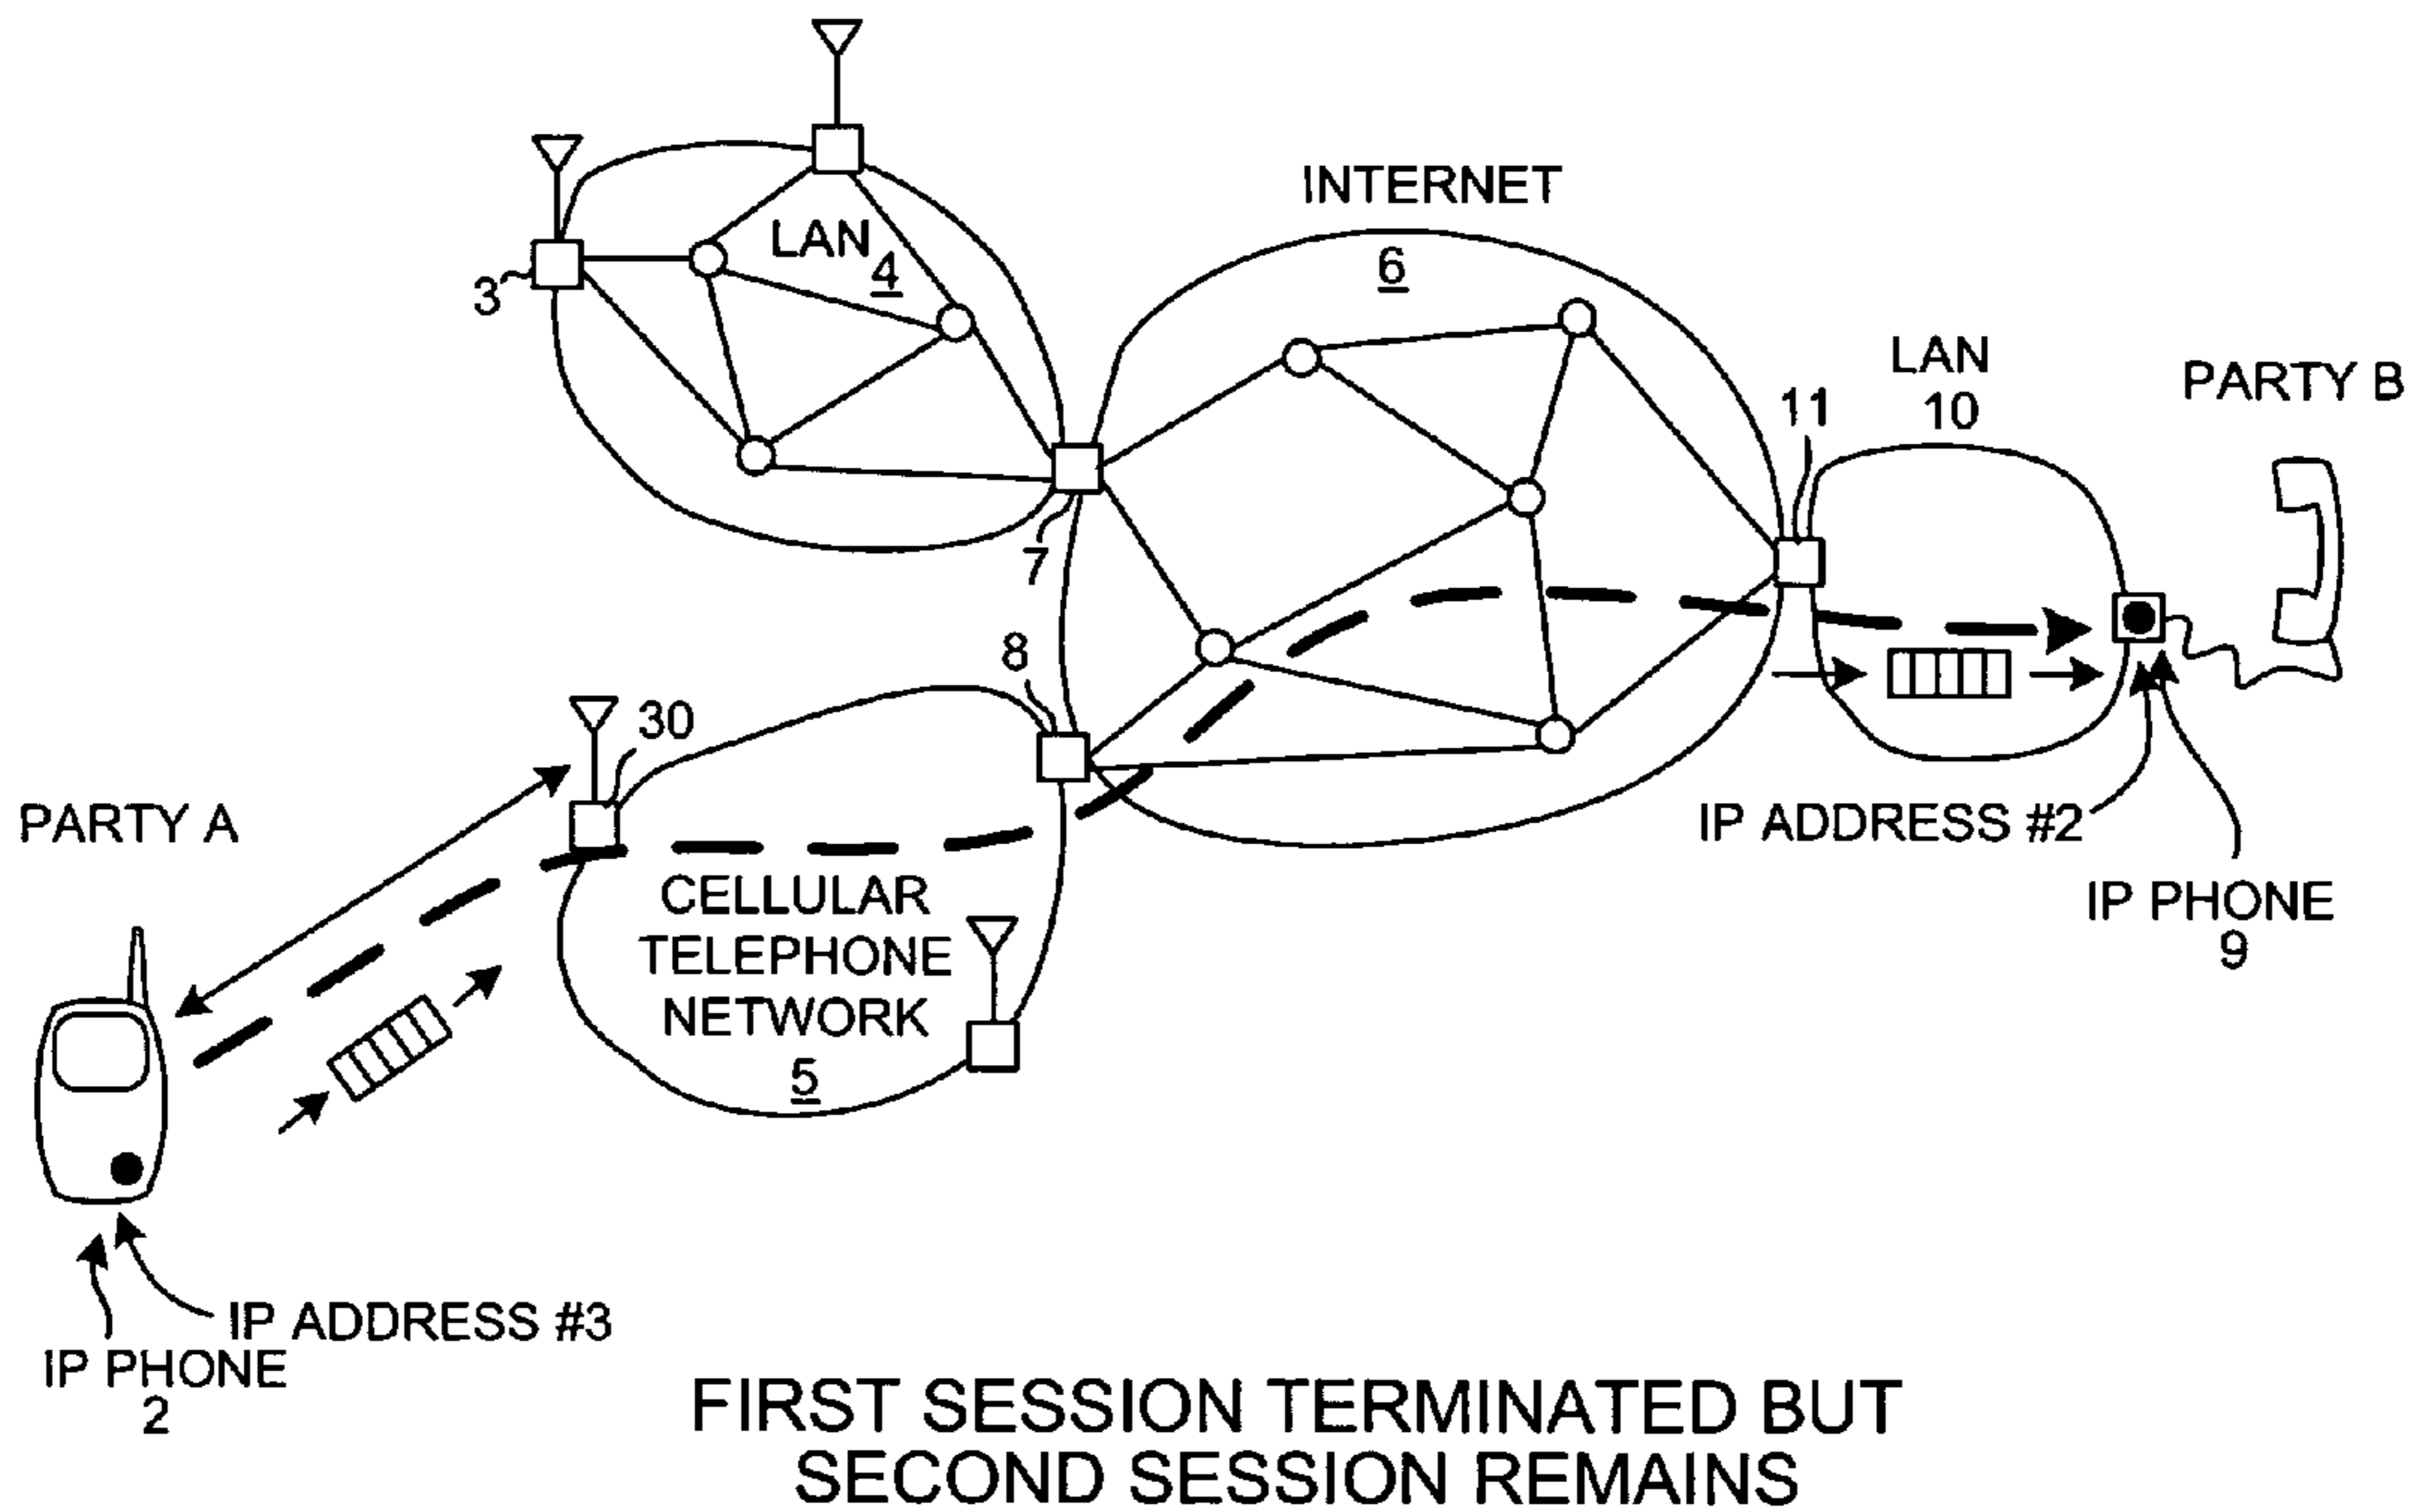 INTERNET
6
LAN
4
3
LAN
10
11
PARTY B
7
8
30
PARTY A
IP ADDRESS #2
CELLULAR
TELEPHONE
NETWORK
5
IP PHONE
9
IP ADDRESS #3
IP PHONE
2
FIRST SESSION TERMINATED BUT
SECOND SESSION REMAINS